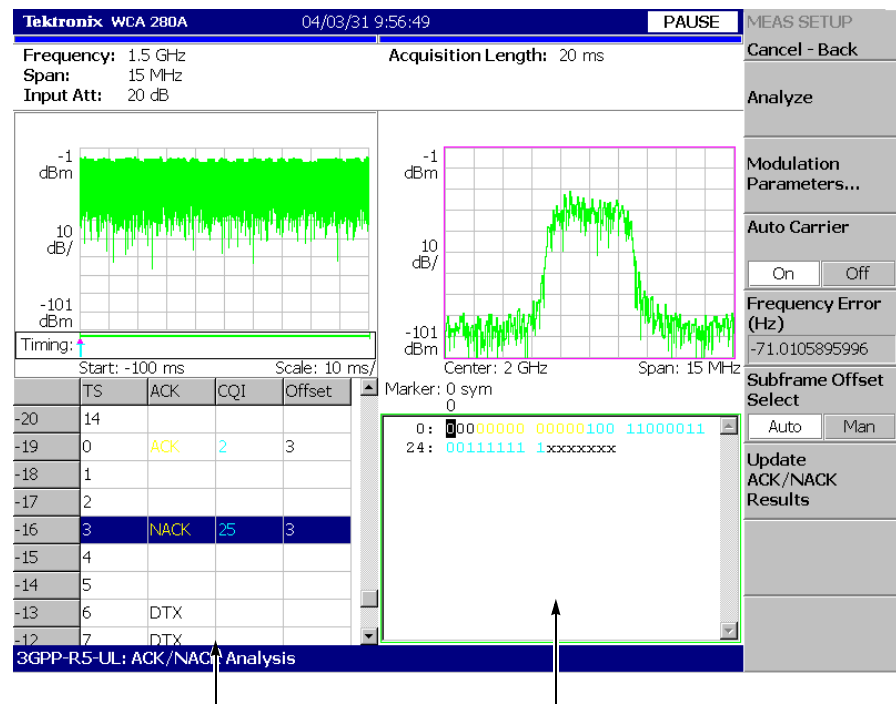 Tektronix WCA 280A 04/03/31 9:56:49 PAUSE
Frequency: 1.5 GHz
Span: 15 MHz
Input Att: 20 dB
Acquisition Length: 20 ms
-1
dBm
10
dB/
-101
dBm
Timing:
Start: -100 ms Scale: 10 ms/
-1
dBm
10
dB/
-101
dBm
Center: 2 GHz Span: 15 MHz
TS ACK CQI Offset
-20 14
-19 0 ACK 2 3
-18 1
-17 2
-16 3 NACK 25 3
-15 4
-14 5
-13 6 DTX
-12 7 DTX
Marker: 0 sym
0
0: 00000000 00000100 11000011
24: 00111111 1xxxxxxx
3GPP-R5-UL: ACK/NACK Analysis
MEAS SETUP
Cancel - Back
Analyze
Modulation
Parameters...
Auto Carrier
On Off
Frequency Error
(Hz)
-71.0105895996
Subframe Offset
Select
Auto Man
Update
ACK/NACK
Results